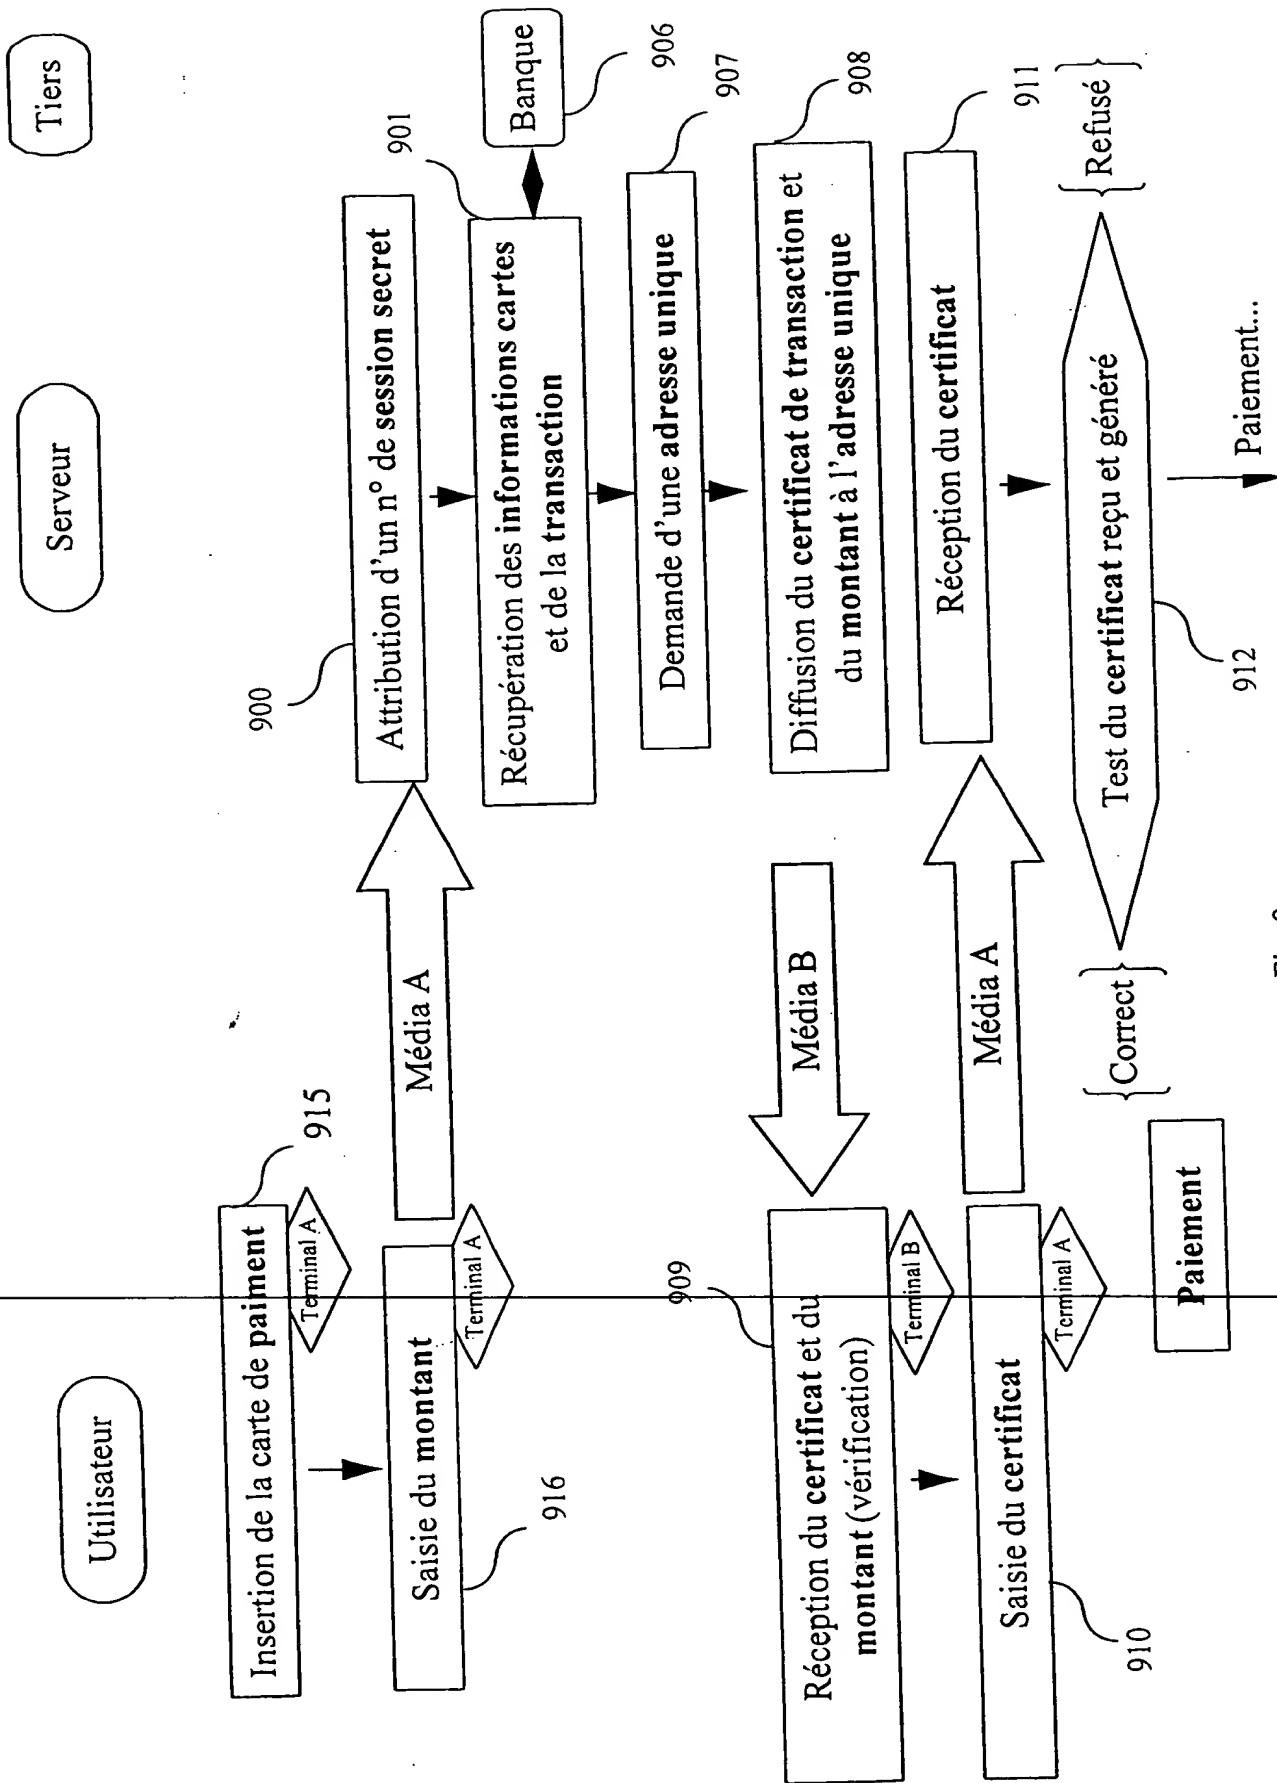 Utilisateur
Serveur
Tiers
Insertion de la carte de paiment
915
Terminal A
Saisie du montant
916
Terminal A
Média A
900
Attribution d'un n° de session secret
901
Récupération des informations cartes
et de la transaction
Banque
906
Demande d'une adresse unique
907
Diffusion du certificat de transaction et
du montant à l'adresse unique
908
Média B
909
Réception du certificat et du
montant (vérification)
Terminal B
Saisie du certificat
910
Terminal A
Média A
Réception du certificat
911
Test du certificat reçu et généré
912
{Correct}
{Refusé}
Paiement
Paiement...